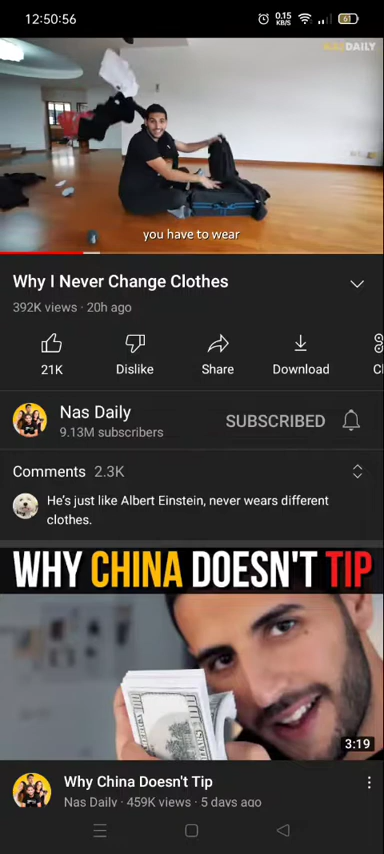 12:50:56
0.15
KB/S
61
NAS DAILY
you have to wear
Why I Never Change Clothes
392K views · 20h ago
21K
Dislike
Share
Download
Cl
Nas Daily
9.13M subscribers
SUBSCRIBED
Comments 2.3K
He's just like Albert Einstein, never wears different
clothes.
WHY CHINA DOESN'T TIP
3:19
Why China Doesn't Tip
Nas Daily · 459K views · 5 days ago